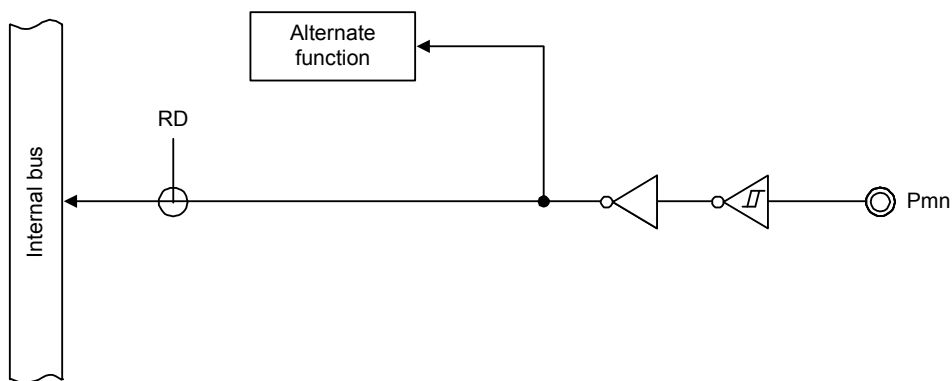 Alternate
function
RD
Internal bus
Pmn